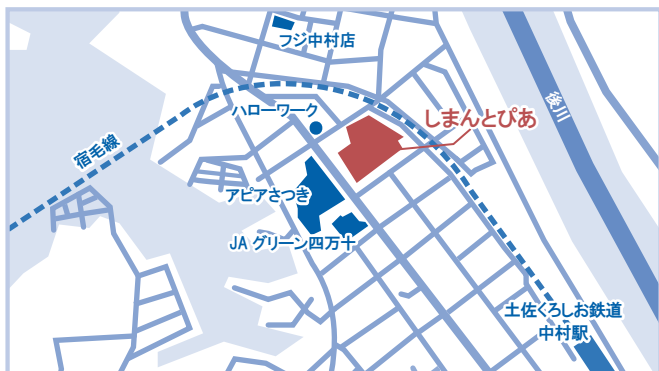 フジ中村店
ハローワーク
しまんとぴあ
後川
宿毛線
アピアさつき
JA グリーン四万十
土佐くろしお鉄道
中村駅